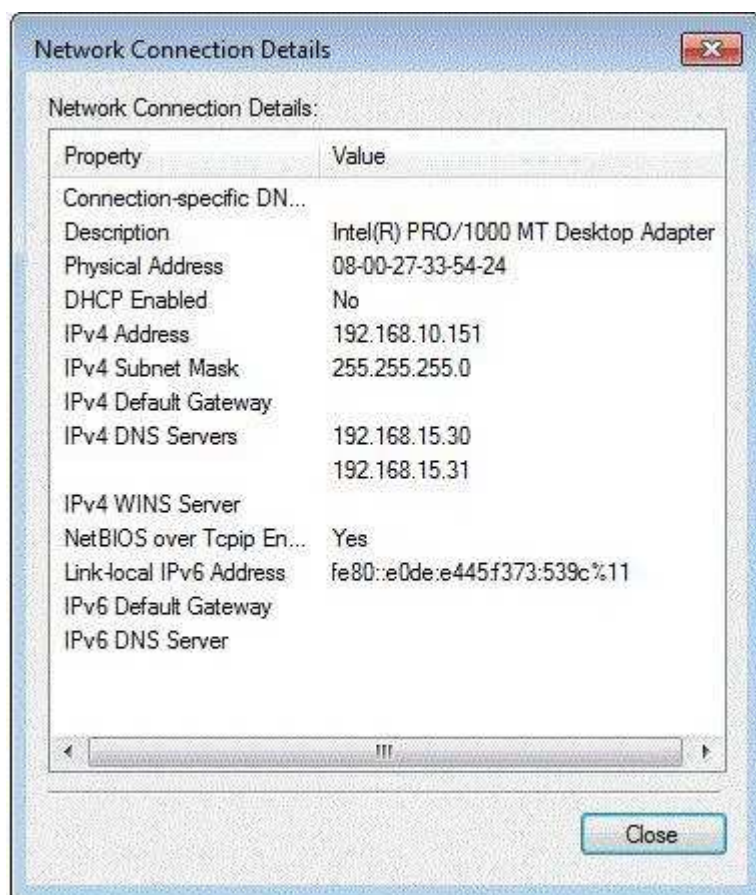 Network Connection Details
Network Connection Details:
Property Value
Connection-specific DN...
Description Intel(R) PRO/1000 MT Desktop Adapter
Physical Address 08-00-27-33-54-24
DHCP Enabled No
IPv4 Address 192.168.10.151
IPv4 Subnet Mask 255.255.255.0
IPv4 Default Gateway
IPv4 DNS Servers 192.168.15.30
192.168.15.31
IPv4 WINS Server
NetBIOS over Tcpip En... Yes
Link-local IPv6 Address fe80::e0de:e445:f373:539c%11
IPv6 Default Gateway
IPv6 DNS Server
Close